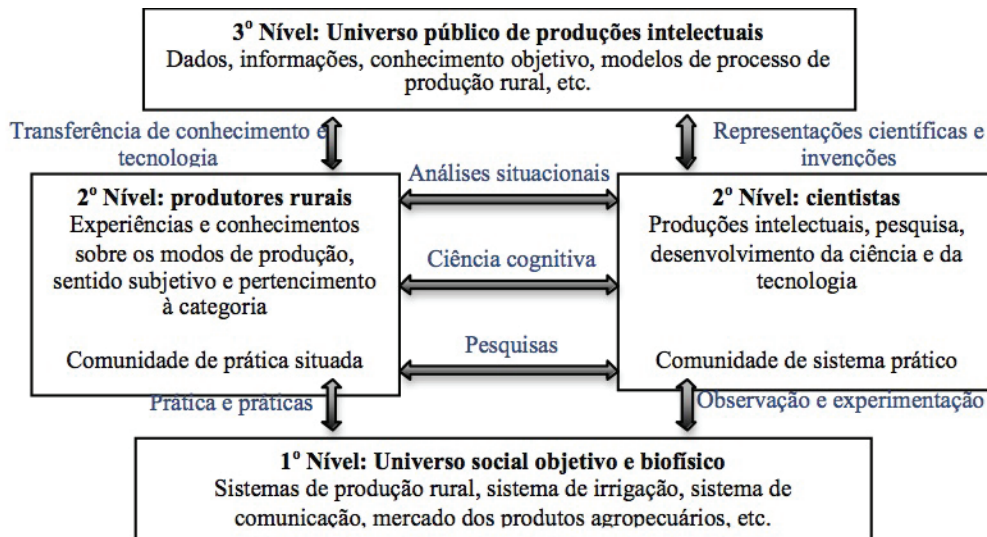 3º Nível: Universo público de produções intelectuais
Dados, informações, conhecimento objetivo, modelos de processo de
produção rural, etc.
Transferência de conhecimento e
tecnologia
Representações científicas e
invenções
2º Nível: produtores rurais
Experiências e conhecimentos
sobre os modos de produção,
sentido subjetivo e pertencimento
à categoria
Comunidade de prática situada
Análises situacionais
Ciência cognitiva
Pesquisas
2º Nível: cientistas
Produções intelectuais, pesquisa,
desenvolvimento da ciência e da
tecnologia
Comunidade de sistema prático
Prática e práticas
Observação e experimentação
1º Nível: Universo social objetivo e biofísico
Sistemas de produção rural, sistema de irrigação, sistema de
comunicação, mercado dos produtos agropecuários, etc.